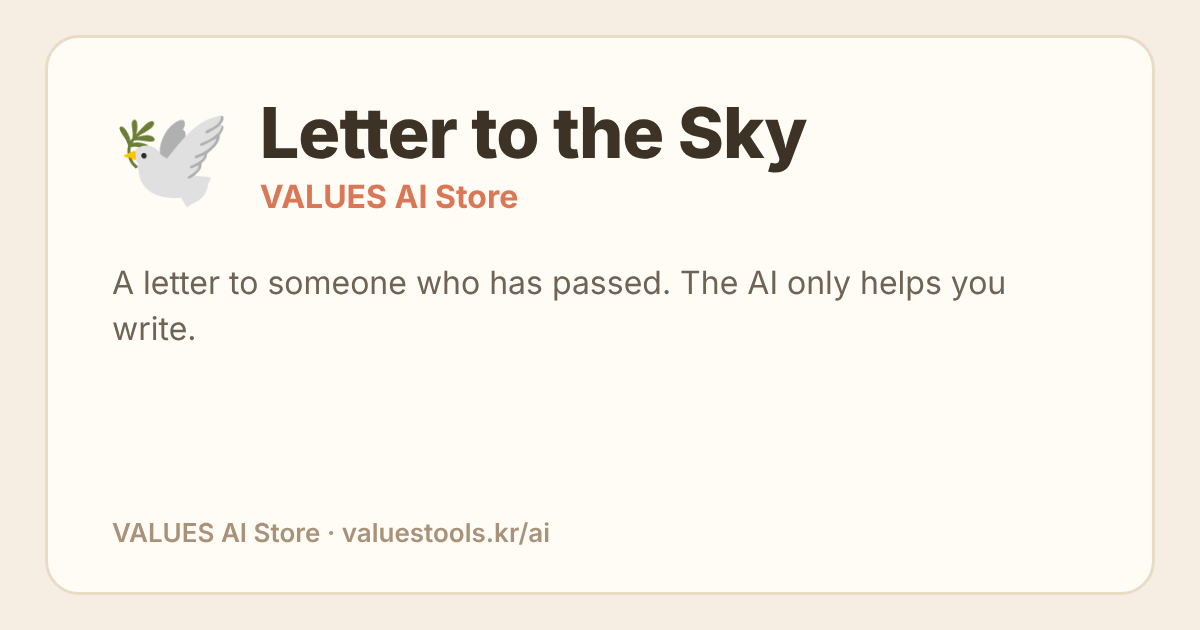 Letter to the Sky
VALUES AI Store
A letter to someone who has passed. The AI only helps you
write.
VALUES AI Store · valuestools.kr/ai